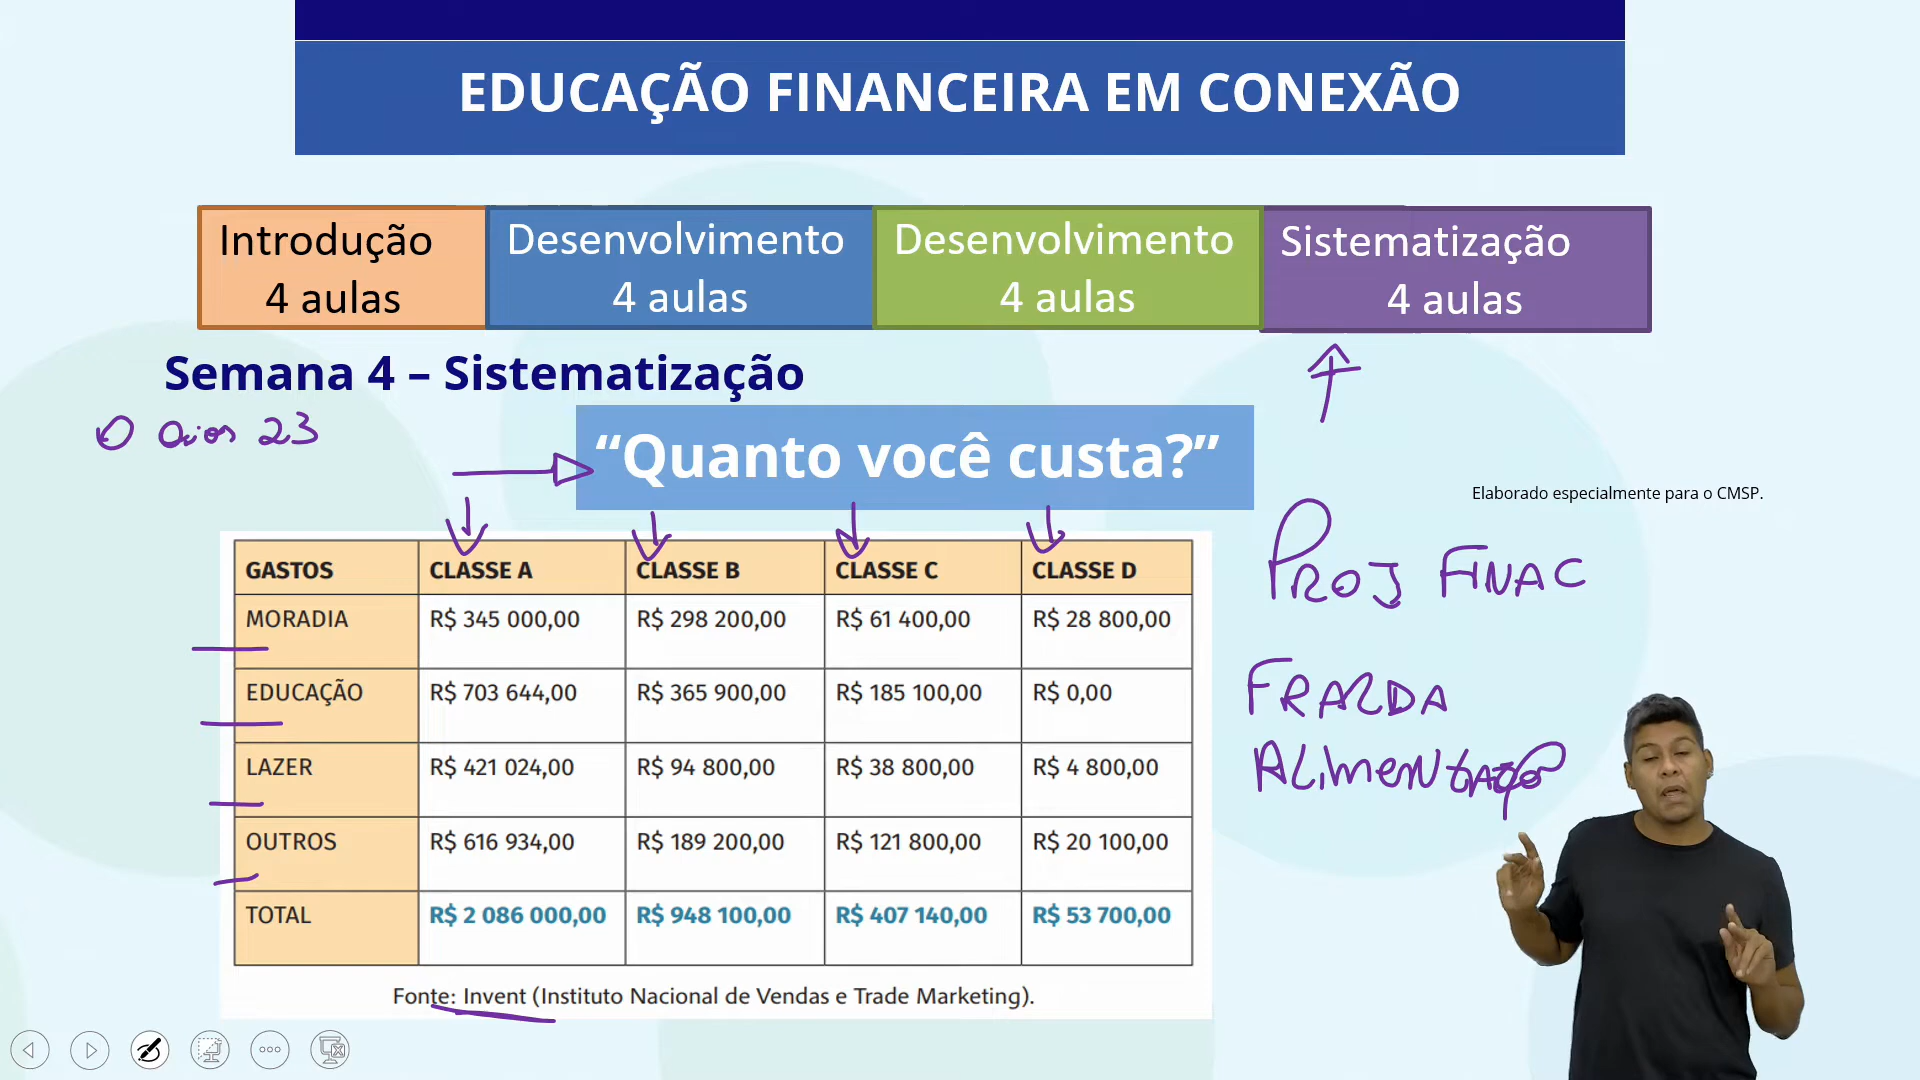 EDUCAÇÃO FINANCEIRA EM CONEXÃO
Introdução
4 aulas
Desenvolvimento
4 aulas
Desenvolvimento
4 aulas
Sistematização
4 aulas
Semana 4 – Sistematização
23
“Quanto você custa?”
Elaborado especialmente para o CMSP.
PROJ FINAC
FRALDA
ALimENtAção
GASTOS CLASSE A CLASSE B CLASSE C CLASSE D
MORADIA R$ 345 000,00 R$ 298 200,00 R$ 61 400,00 R$ 28 800,00
EDUCAÇÃO R$ 703 644,00 R$ 365 900,00 R$ 185 100,00 R$ 0,00
LAZER R$ 421 024,00 R$ 94 800,00 R$ 38 800,00 R$ 4 800,00
OUTROS R$ 616 934,00 R$ 189 200,00 R$ 121 800,00 R$ 20 100,00
TOTAL R$ 2 086 000,00 R$ 948 100,00 R$ 407 140,00 R$ 53 700,00
Fonte: Invent (Instituto Nacional de Vendas e Trade Marketing).